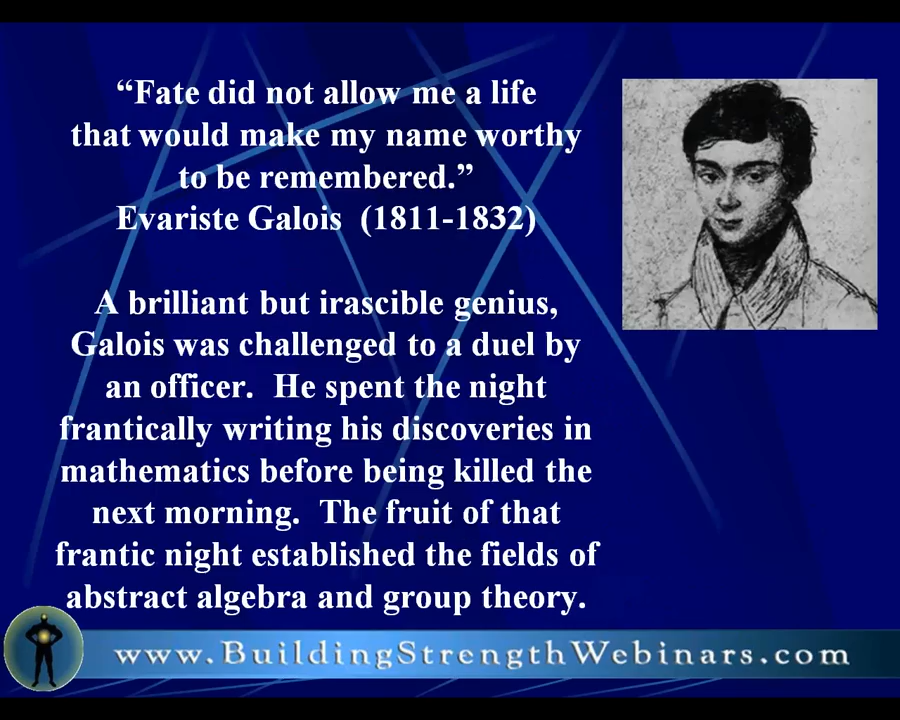 “Fate did not allow me a life
that would make my name worthy
to be remembered.”
Evariste Galois (1811-1832)
A brilliant but irascible genius,
Galois was challenged to a duel by
an officer. He spent the night
frantically writing his discoveries in
mathematics before being killed the
next morning. The fruit of that
frantic night established the fields of
abstract algebra and group theory.
www.BuildingStrengthWebinars.com